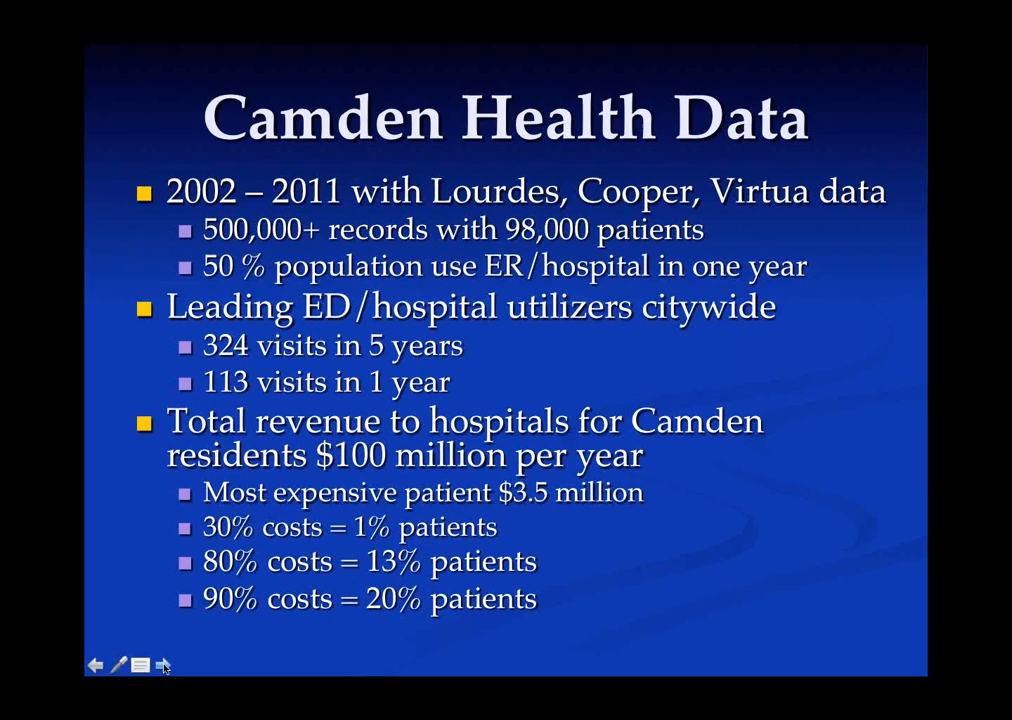 Camden Health Data
2002 – 2011 with Lourdes, Cooper, Virtua data
500,000+ records with 98,000 patients
50 % population use ER/hospital in one year
Leading ED/hospital utilizers citywide
324 visits in 5 years
113 visits in 1 year
Total revenue to hospitals for Camden
residents $100 million per year
Most expensive patient $3.5 million
30% costs = 1% patients
80% costs = 13% patients
90% costs = 20% patients